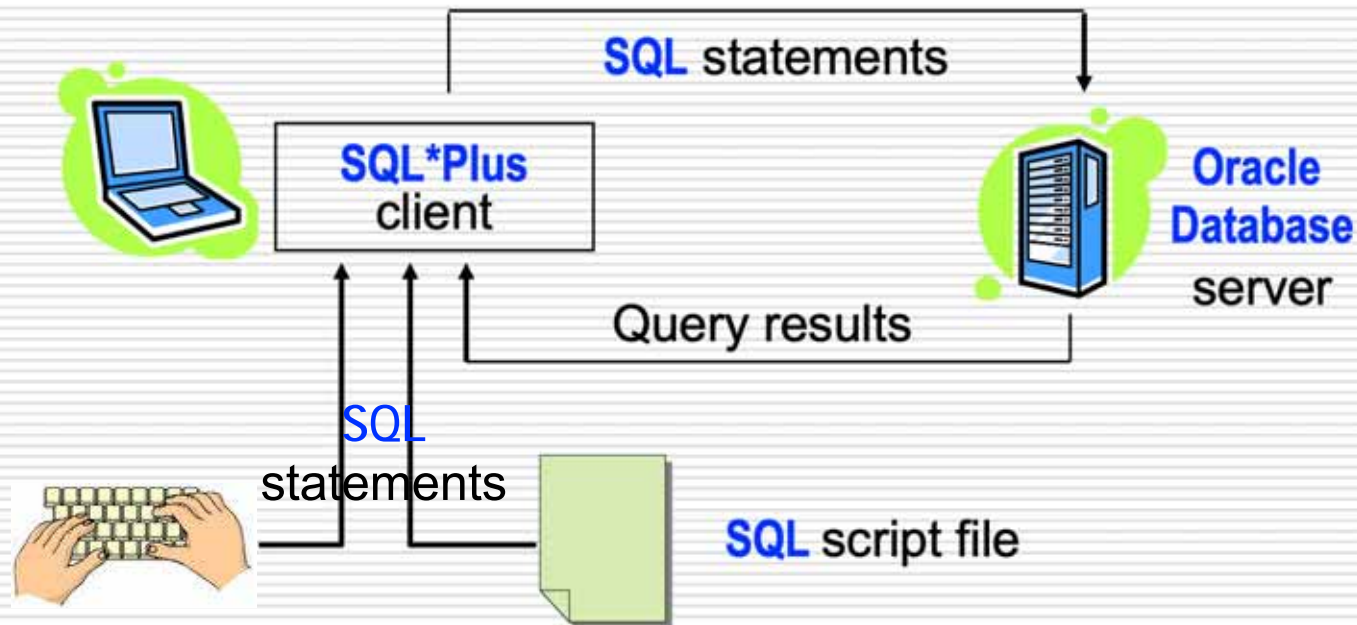 SQL statements
SQL*Plus
client
Oracle
Database
server
Query results
SQL
statements
SQL script file